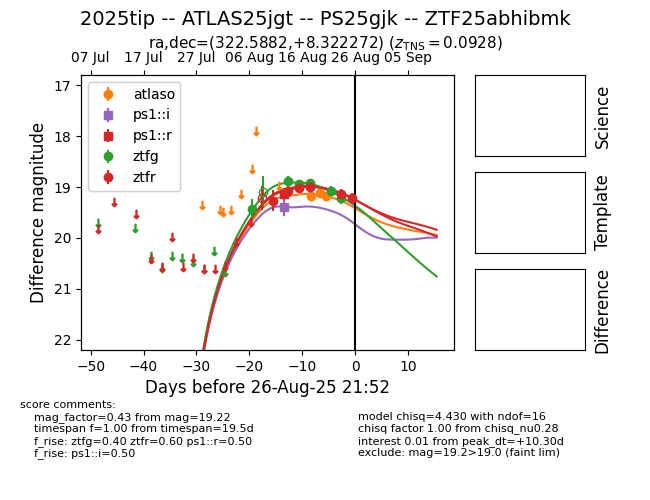 2025tip -- ATLAS25jgt -- PS25gjk -- ZTF25abhibmk
ra,dec=(322.5882,+8.322272) (zTNS = 0.0928)
07 Jul 17 Jul 27 Jul 06 Aug 16 Aug 26 Aug 05 Sep
atlaso
ps1::i
ps1::r
ztfg
ztfr
17
18
19
20
21
22
Difference magnitude
−50 −40 −30 −20 −10 0 10
Days before 26-Aug-25 21:52
Science
Template
Difference
score comments:
mag_factor=0.43 from mag=19.22
timespan f=1.00 from timespan=19.5d
f_rise: ztfg=0.40 ztfr=0.60 ps1::r=0.50
f_rise: ps1::i=0.50
model chisq=4.430 with ndof=16
chisq factor 1.00 from chisq_nu0.28
interest 0.01 from peak_dt=+10.30d
exclude: mag=19.2>19.0 (faint lim)